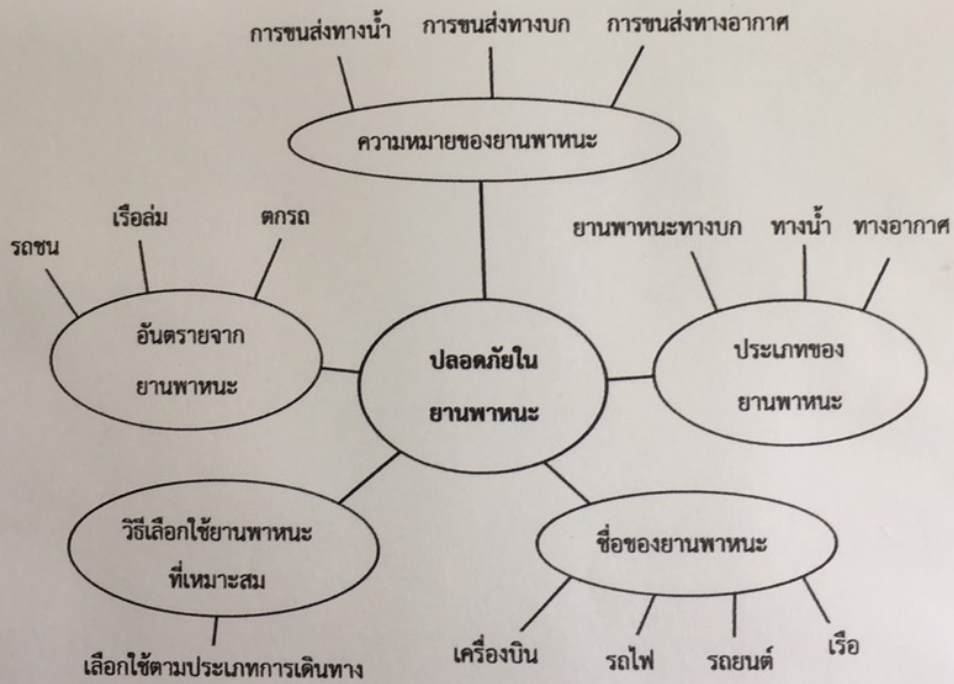 การขนส่งทางน้ำ การขนส่งทางบก การขนส่งทางอากาศ
ความหมายของยานพาหนะ
รถชน เรือล่ม ตกรถ
ยานพาหนะทางบก ทางน้ำ ทางอากาศ
อันตรายจาก
ยานพาหนะ
ปลอดภัยใน
ยานพาหนะ
ประเภทของ
ยานพาหนะ
วิธีเลือกใช้ยานพาหนะ
ที่เหมาะสม
เลือกใช้ตามประเภทการเดินทาง
ชื่อของยานพาหนะ
เครื่องบิน รถไฟ รถยนต์ เรือ